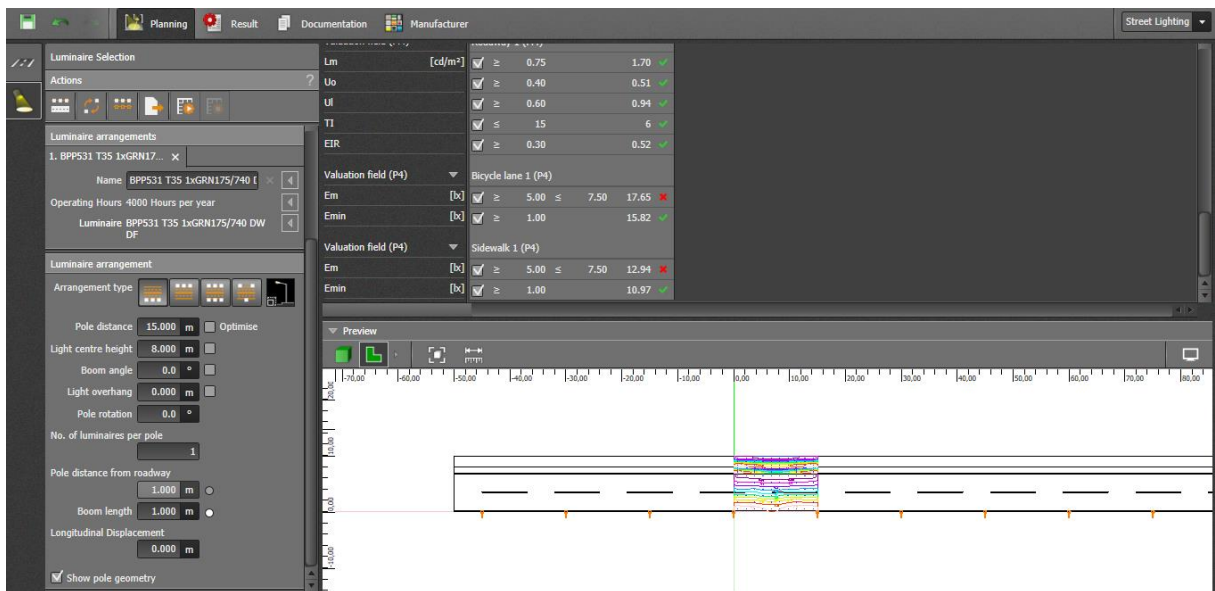 Planning Result Documentation Manufacturer Street Lighting
Luminaire Selection
Actions ?
Luminaire arrangements
1. BPP531 T35 1xGRN17... ×
Name BPP531 T35 1xGRN175/740 [
Operating Hours 4000 Hours per year
Luminaire BPP531 T35 1xGRN175/740 DW
DF
Luminaire arrangement
Arrangement type
Pole distance 15.000 m Optimise
Light centre height 8.000 m
Boom angle 0.0 °
Light overhang 0.000 m
Pole rotation 0.0 °
No. of luminaires per pole
1
Pole distance from roadway
1.000 m
Boom length 1.000 m
Longitudinal Displacement
0.000 m
Show pole geometry
Lm [cd/m²] ≥ 0.75 1.70
Uo ≥ 0.40 0.51
Ul ≥ 0.60 0.94
TI ≤ 15 6
EIR ≥ 0.30 0.52
Valuation field (P4) Bicycle lane 1 (P4)
Em [lx] ≥ 5.00 ≤ 7.50 17.65
Emin [lx] ≥ 1.00 15.82
Valuation field (P4) Sidewalk 1 (P4)
Em [lx] ≥ 5.00 ≤ 7.50 12.94
Emin [lx] ≥ 1.00 10.97
Preview
-70,00 -60,00 -50,00 -40,00 -30,00 -20,00 -10,00 0,00 10,00 20,00 30,00 40,00 50,00 60,00 70,00 80,00
20,00
10,00
0,00
-10,00